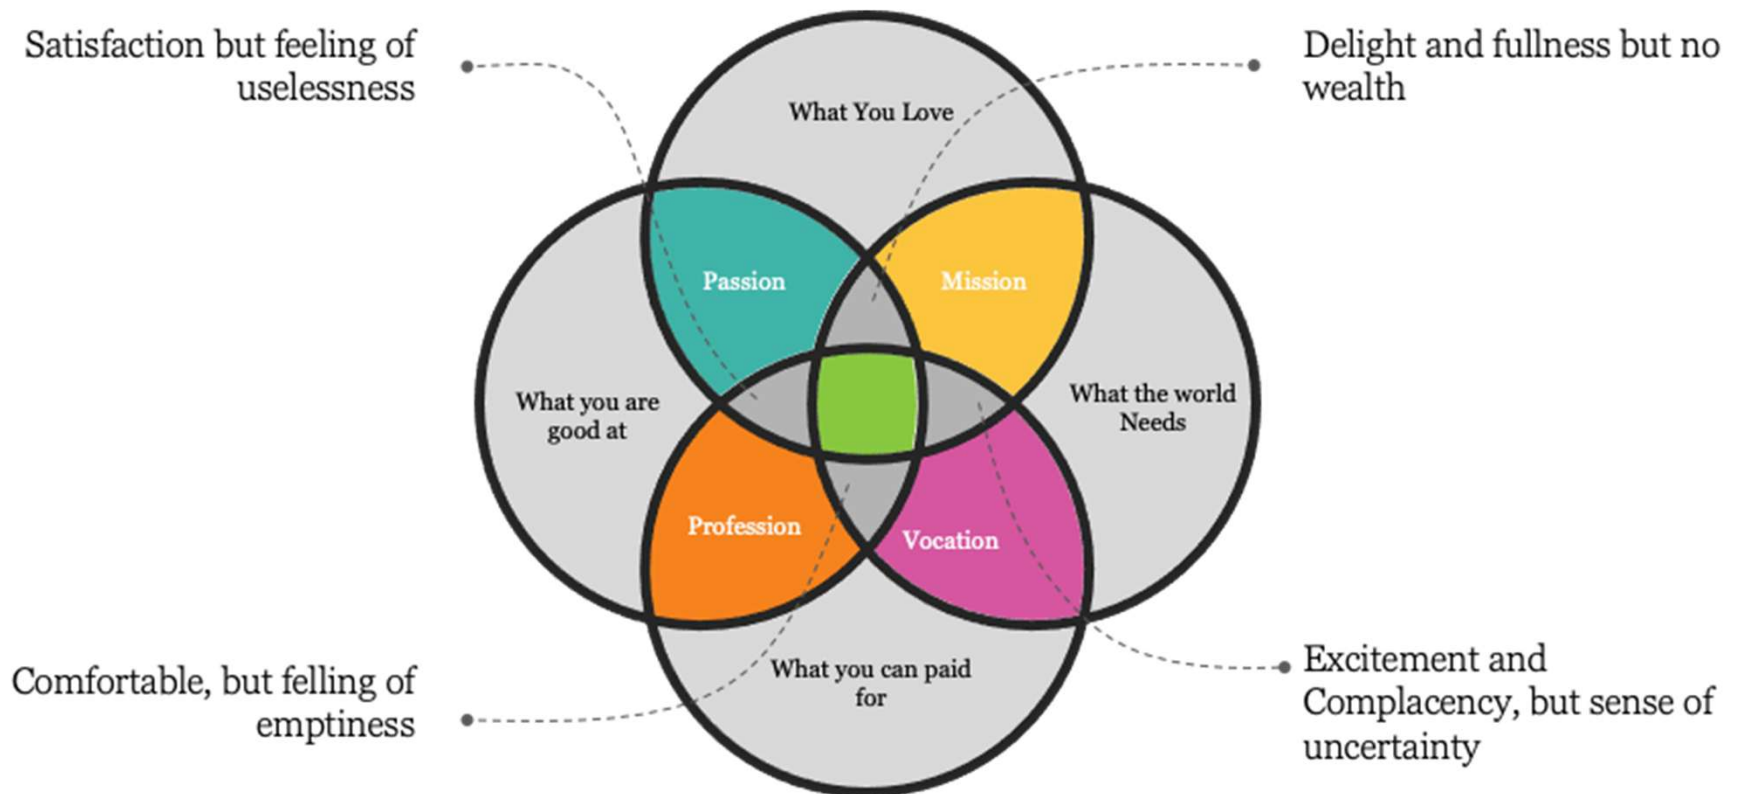 Satisfaction but feeling of
uselessness
Delight and fullness but no
wealth
What You Love
Passion
Mission
What you are
good at
What the world
Needs
Profession
Vocation
What you can paid
for
Comfortable, but felling of
emptiness
Excitement and
Complacency, but sense of
uncertainty